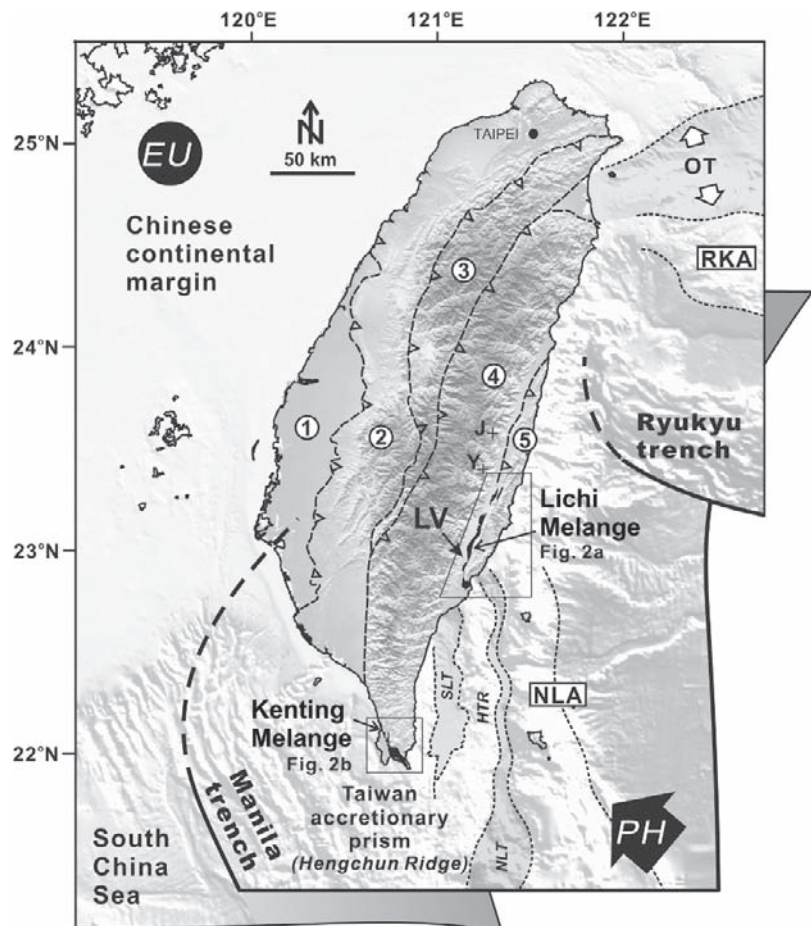 120°E
121°E
122°E
25°N
24°N
23°N
22°N
EU
N
50 km
TAIPEI
OT
Chinese
continental
margin
RKA
3
4
1
2
J
5
Y
Ryukyu
trench
LV
Lichi
Melange
Fig. 2a
SLT
HTR
NLA
Kenting
Melange
Fig. 2b
Manila
trench
Taiwan
accretionary
prism
(Hengchun Ridge)
NLT
PH
South
China
Sea